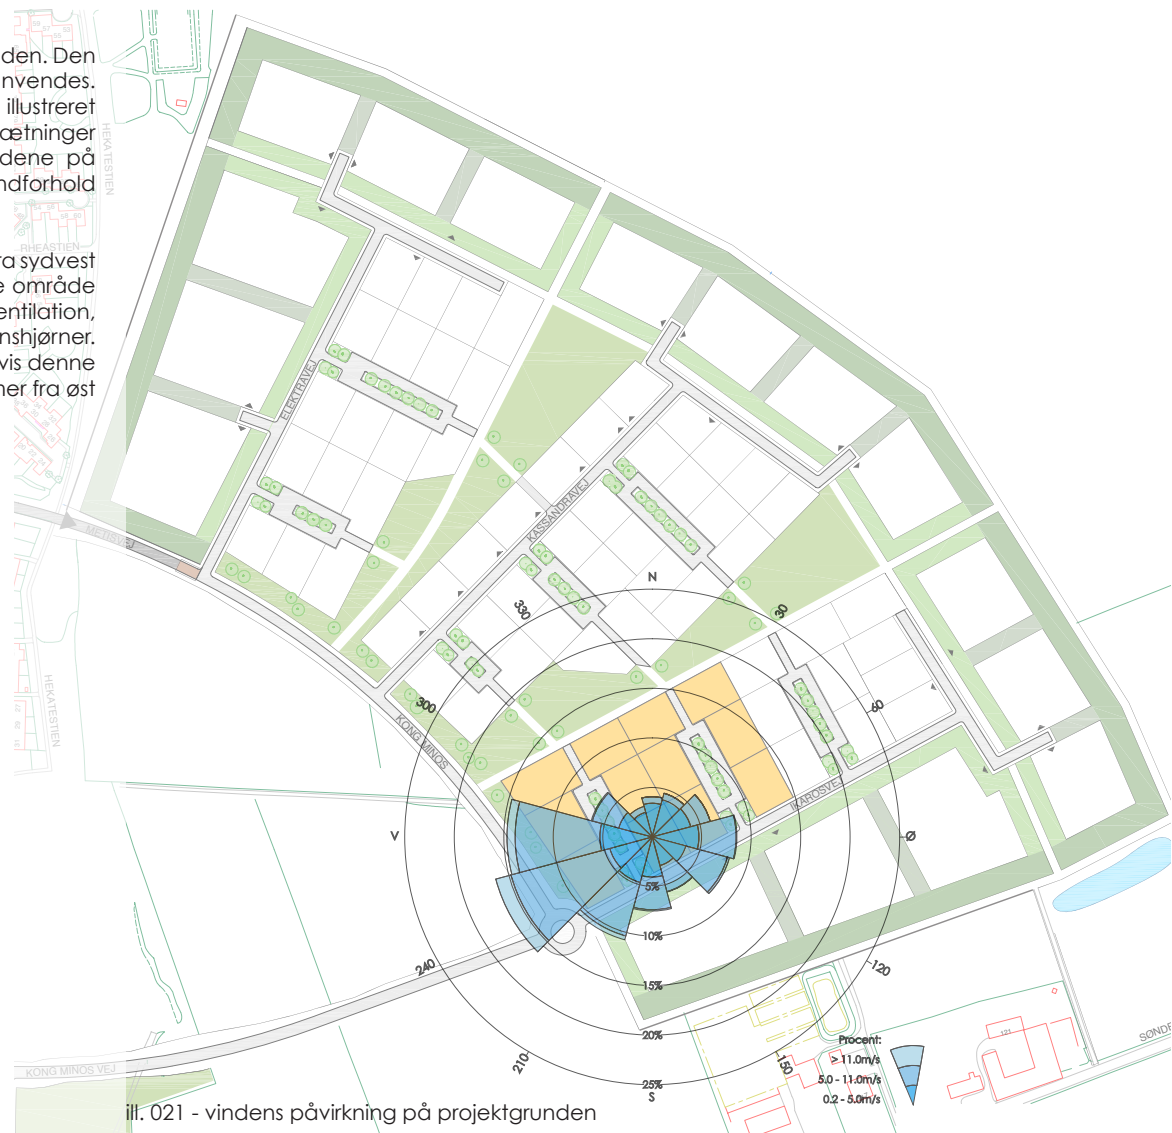 den. Den
nvendes.
illustreret
ætninger
dene på
ndforhold
ra sydvest
e område
entilation,
nshjørner.
vis denne
ner fra øst
HEKATESTIEN
RHEASTIEN
ELEKTRAVEJ
METISVEJ
KASSANDRAVEJ
HEKATESTIEN
KONG MINOS
IKAROSVEJ
N
330
30
300
60
V
Ø
240
120
210
150
S
5%
10%
15%
20%
25%
Procent:
> 11.0m/s
5.0 - 11.0m/s
0.2 - 5.0m/s
121
SØNDE
KONG MINOS VEJ
ill. 021 - vindens påvirkning på projektgrunden